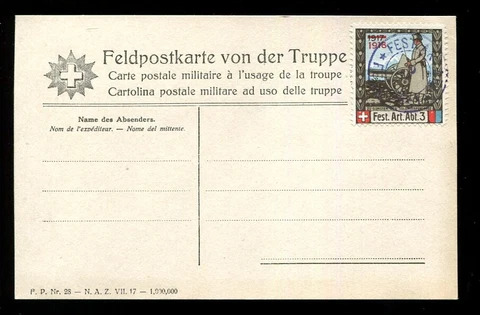 Feldpostkarte von der Truppe
Carte postale militaire à l'usage de la troupe
Cartolina postale militare ad uso delle truppe
1917
1918
Fest. Art. Abt. 3
Name des Absenders.
Nom de l'expéditeur. — Nome del mittente.
P. P. Nr. 28 — N. A. Z. VII. 17 — 1,000,000